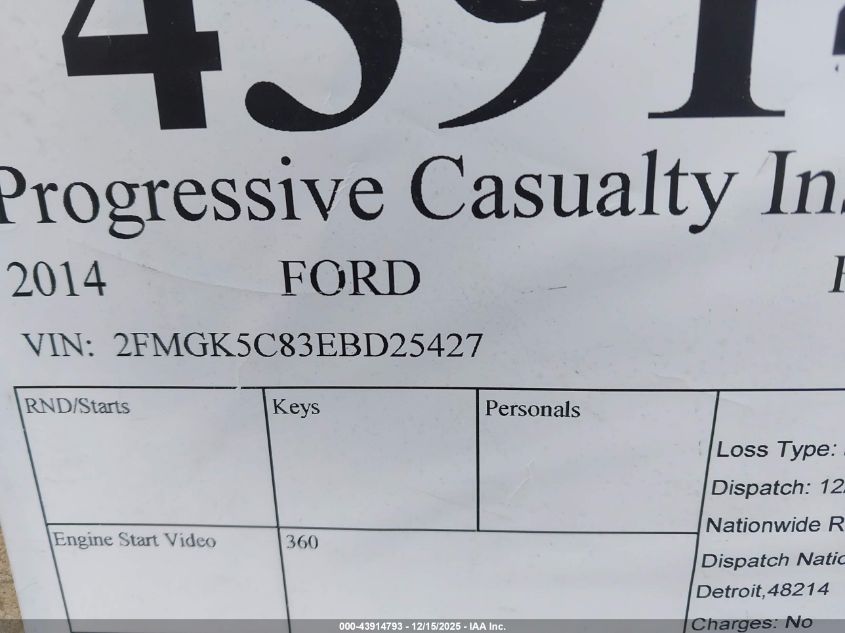 4391
Progressive Casualty Ins
2014 FORD
VIN: 2FMGK5C83EBD25427
RND/Starts Keys Personals
Loss Type:
Dispatch: 12
Nationwide R
Engine Start Video 360
Dispatch Natio
Detroit,48214
Charges: No
000-43914793 - 12/15/2025 - IAA Inc.